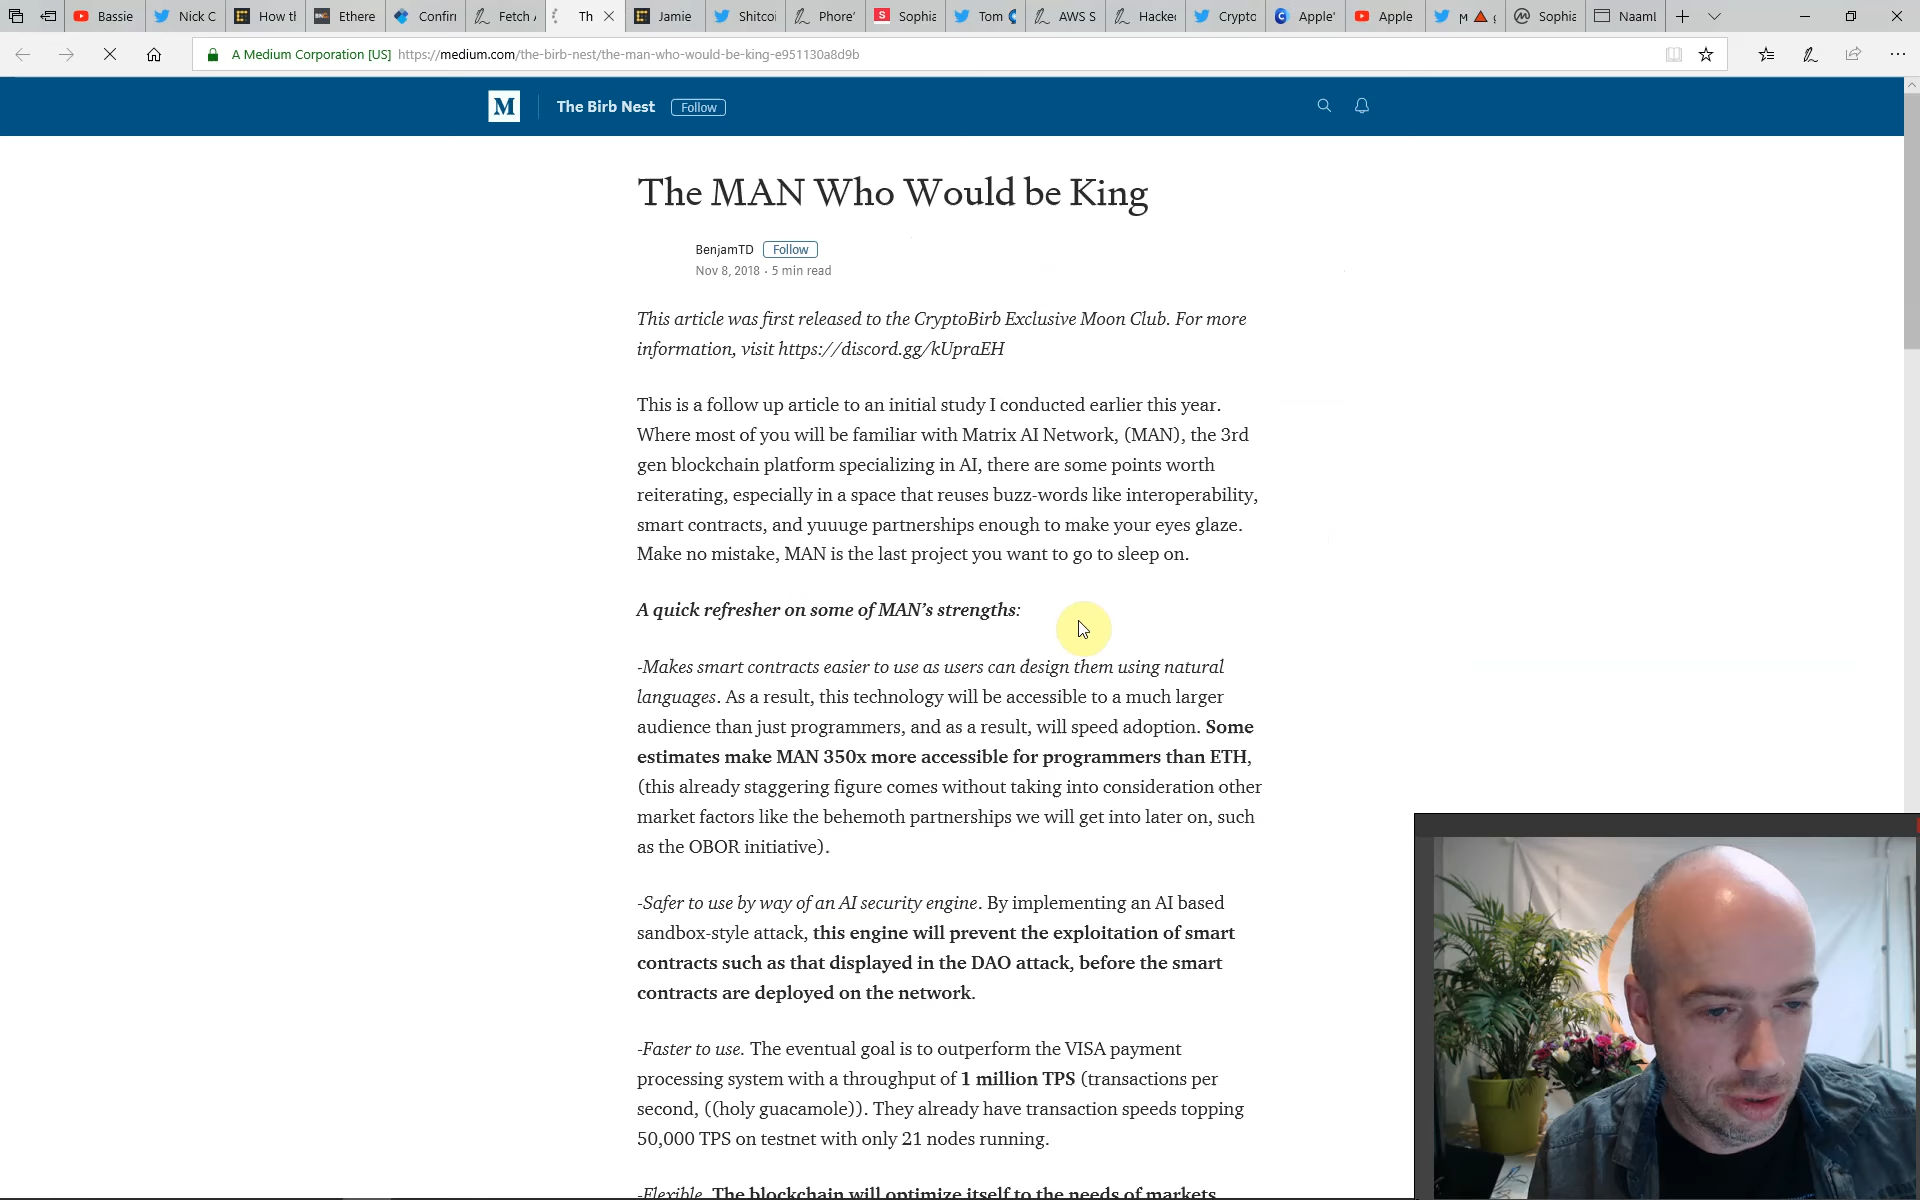 Bassie
Nick C
How tl
Ethere
Confir
Fetch
Th
Jamie
Shitcoi
Phore'
Sophia
Tom
AWS S
Hacke
Crypto
Apple'
Apple
M
Sophia
Naaml
A Medium Corporation [US] https://medium.com/the-birb-nest/the-man-who-would-be-king-e951130a8d9b
M The Birb Nest Follow
The MAN Who Would be King
BenjamTD Follow
Nov 8, 2018 · 5 min read
This article was first released to the CryptoBirb Exclusive Moon Club. For more
information, visit https://discord.gg/kUpraEH
This is a follow up article to an initial study I conducted earlier this year.
Where most of you will be familiar with Matrix AI Network, (MAN), the 3rd
gen blockchain platform specializing in AI, there are some points worth
reiterating, especially in a space that reuses buzz-words like interoperability,
smart contracts, and yuuuge partnerships enough to make your eyes glaze.
Make no mistake, MAN is the last project you want to go to sleep on.
A quick refresher on some of MAN’s strengths:
-Makes smart contracts easier to use as users can design them using natural
languages. As a result, this technology will be accessible to a much larger
audience than just programmers, and as a result, will speed adoption. Some
estimates make MAN 350x more accessible for programmers than ETH,
(this already staggering figure comes without taking into consideration other
market factors like the behemoth partnerships we will get into later on, such
as the OBOR initiative).
-Safer to use by way of an AI security engine. By implementing an AI based
sandbox-style attack, this engine will prevent the exploitation of smart
contracts such as that displayed in the DAO attack, before the smart
contracts are deployed on the network.
-Faster to use. The eventual goal is to outperform the VISA payment
processing system with a throughput of 1 million TPS (transactions per
second, ((holy guacamole)). They already have transaction speeds topping
50,000 TPS on testnet with only 21 nodes running.
-Flexible. The blockchain will optimize itself to the needs of markets